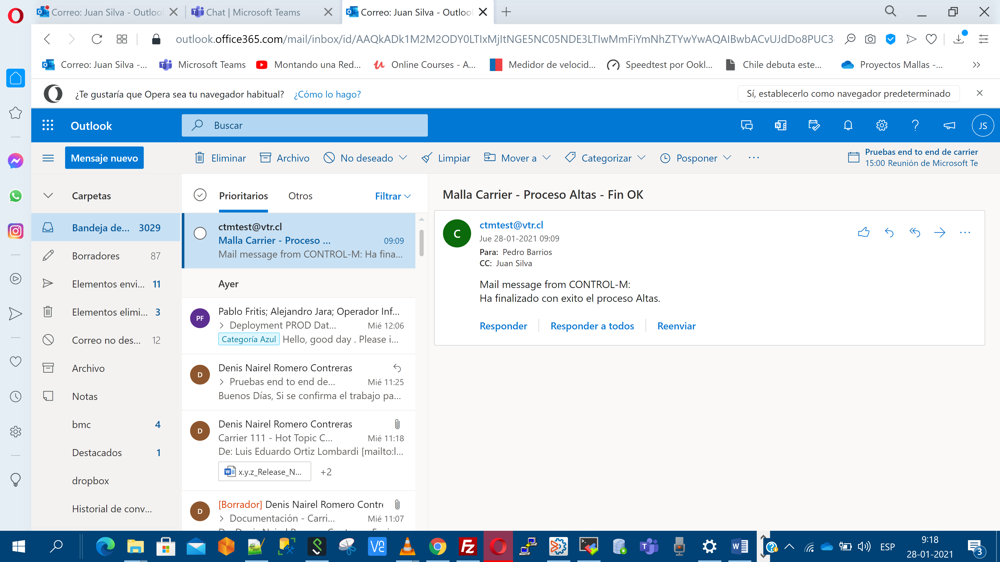 Correo: Juan Silva - Outlook
Chat | Microsoft Teams
Correo: Juan Silva - Outlook
outlook.office365.com/mail/inbox/id/AAQkADk1M2M2ODY0LTIxMjItNGE5NC05NDE3LTIwMmFiYmNhZTYwYwAQAIBwbACvUJdDo8PUC3
Correo: Juan Silva -...
Microsoft Teams
Montando una Red...
Online Courses - A...
Medidor de velocid...
Speedtest por Ookl...
Chile debuta este...
Proyectos Mallas -...
¿Te gustaría que Opera sea tu navegador habitual? ¿Cómo lo hago?
Sí, establecerlo como navegador predeterminado
Outlook
Buscar
JS
Mensaje nuevo
Eliminar
Archivo
No deseado
Limpiar
Mover a
Categorizar
Posponer
Pruebas end to end de carrier
15:00 Reunión de Microsoft Te
Carpetas
Bandeja de... 3029
Borradores 87
Elementos envi... 11
Elementos elimi... 3
Correo no des... 12
Archivo
Notas
bmc 4
Destacados 1
dropbox
Historial de conv...
Prioritarios
Otros
Filtrar
ctmtest@vtr.cl
Malla Carrier - Proceso ... 09:09
Mail message from CONTROL-M: Ha fina...
Ayer
PF
Pablo Fritis; Alejandro Jara; Operador Inf...
Deployment PROD Dat... Mié 12:06
Categoría Azul Hello, good day . Please i...
D
Denis Nairel Romero Contreras
Pruebas end to end de... Mié 11:25
Buenos Días, Si se confirma el trabajo pa...
D
Denis Nairel Romero Contreras
Carrier 111 - Hot Topic C... Mié 11:18
De: Luis Eduardo Ortiz Lombardi [mailto:l...
x.y.z_Release_N... +2
D
[Borrador] Denis Nairel Romero Contre
Documentación - Carri... Mié 11:07
Malla Carrier - Proceso Altas - Fin OK
C
ctmtest@vtr.cl
Jue 28-01-2021 09:09
Para: Pedro Barrios
CC: Juan Silva
Mail message from CONTROL-M:
Ha finalizado con exito el proceso Altas.
Responder
Responder a todos
Reenviar
ESP
9:18
28-01-2021
3